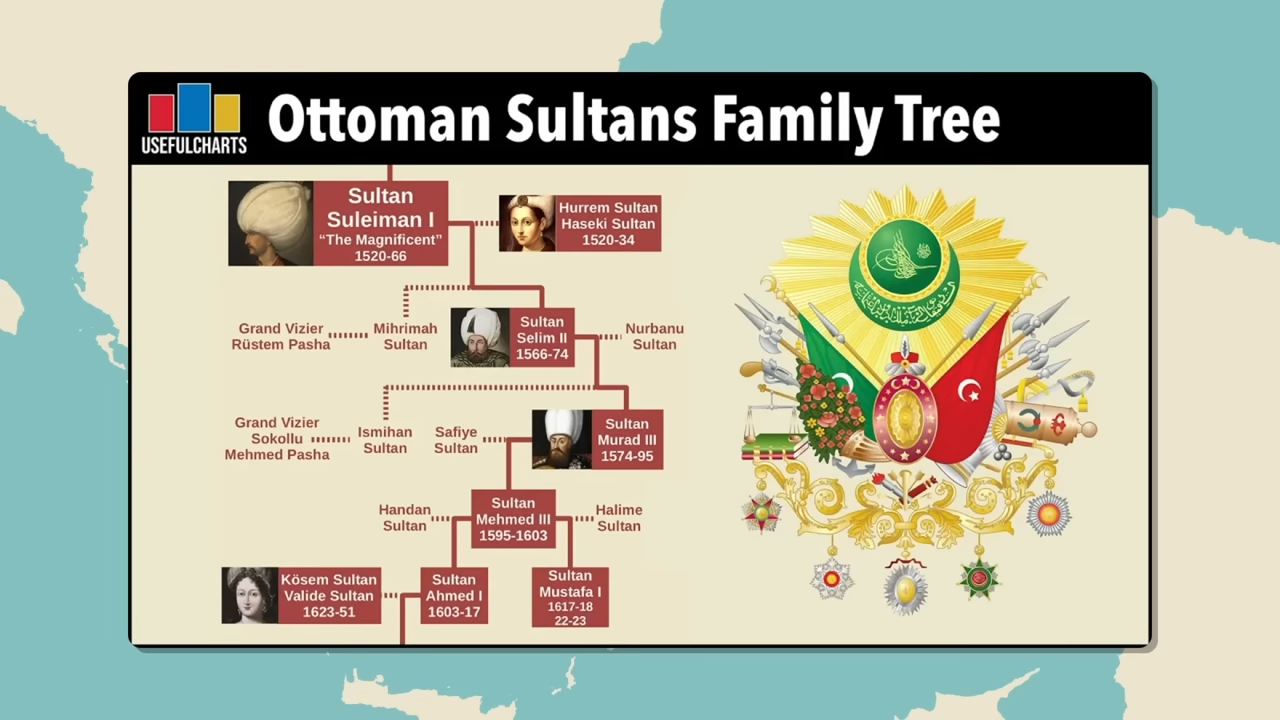 USEFULCHARTS
Ottoman Sultans Family Tree
Sultan
Suleiman I
“The Magnificent”
1520-66
Hurrem Sultan
Haseki Sultan
1520-34
Grand Vizier
Rüstem Pasha
Mihrimah
Sultan
Sultan
Selim II
1566-74
Nurbanu
Sultan
Grand Vizier
Sokollu
Mehmed Pasha
Ismihan
Sultan
Safiye
Sultan
Sultan
Murad III
1574-95
Handan
Sultan
Sultan
Mehmed III
1595-1603
Halime
Sultan
Kösem Sultan
Valide Sultan
1623-51
Sultan
Ahmed I
1603-17
Sultan
Mustafa I
1617-18
22-23